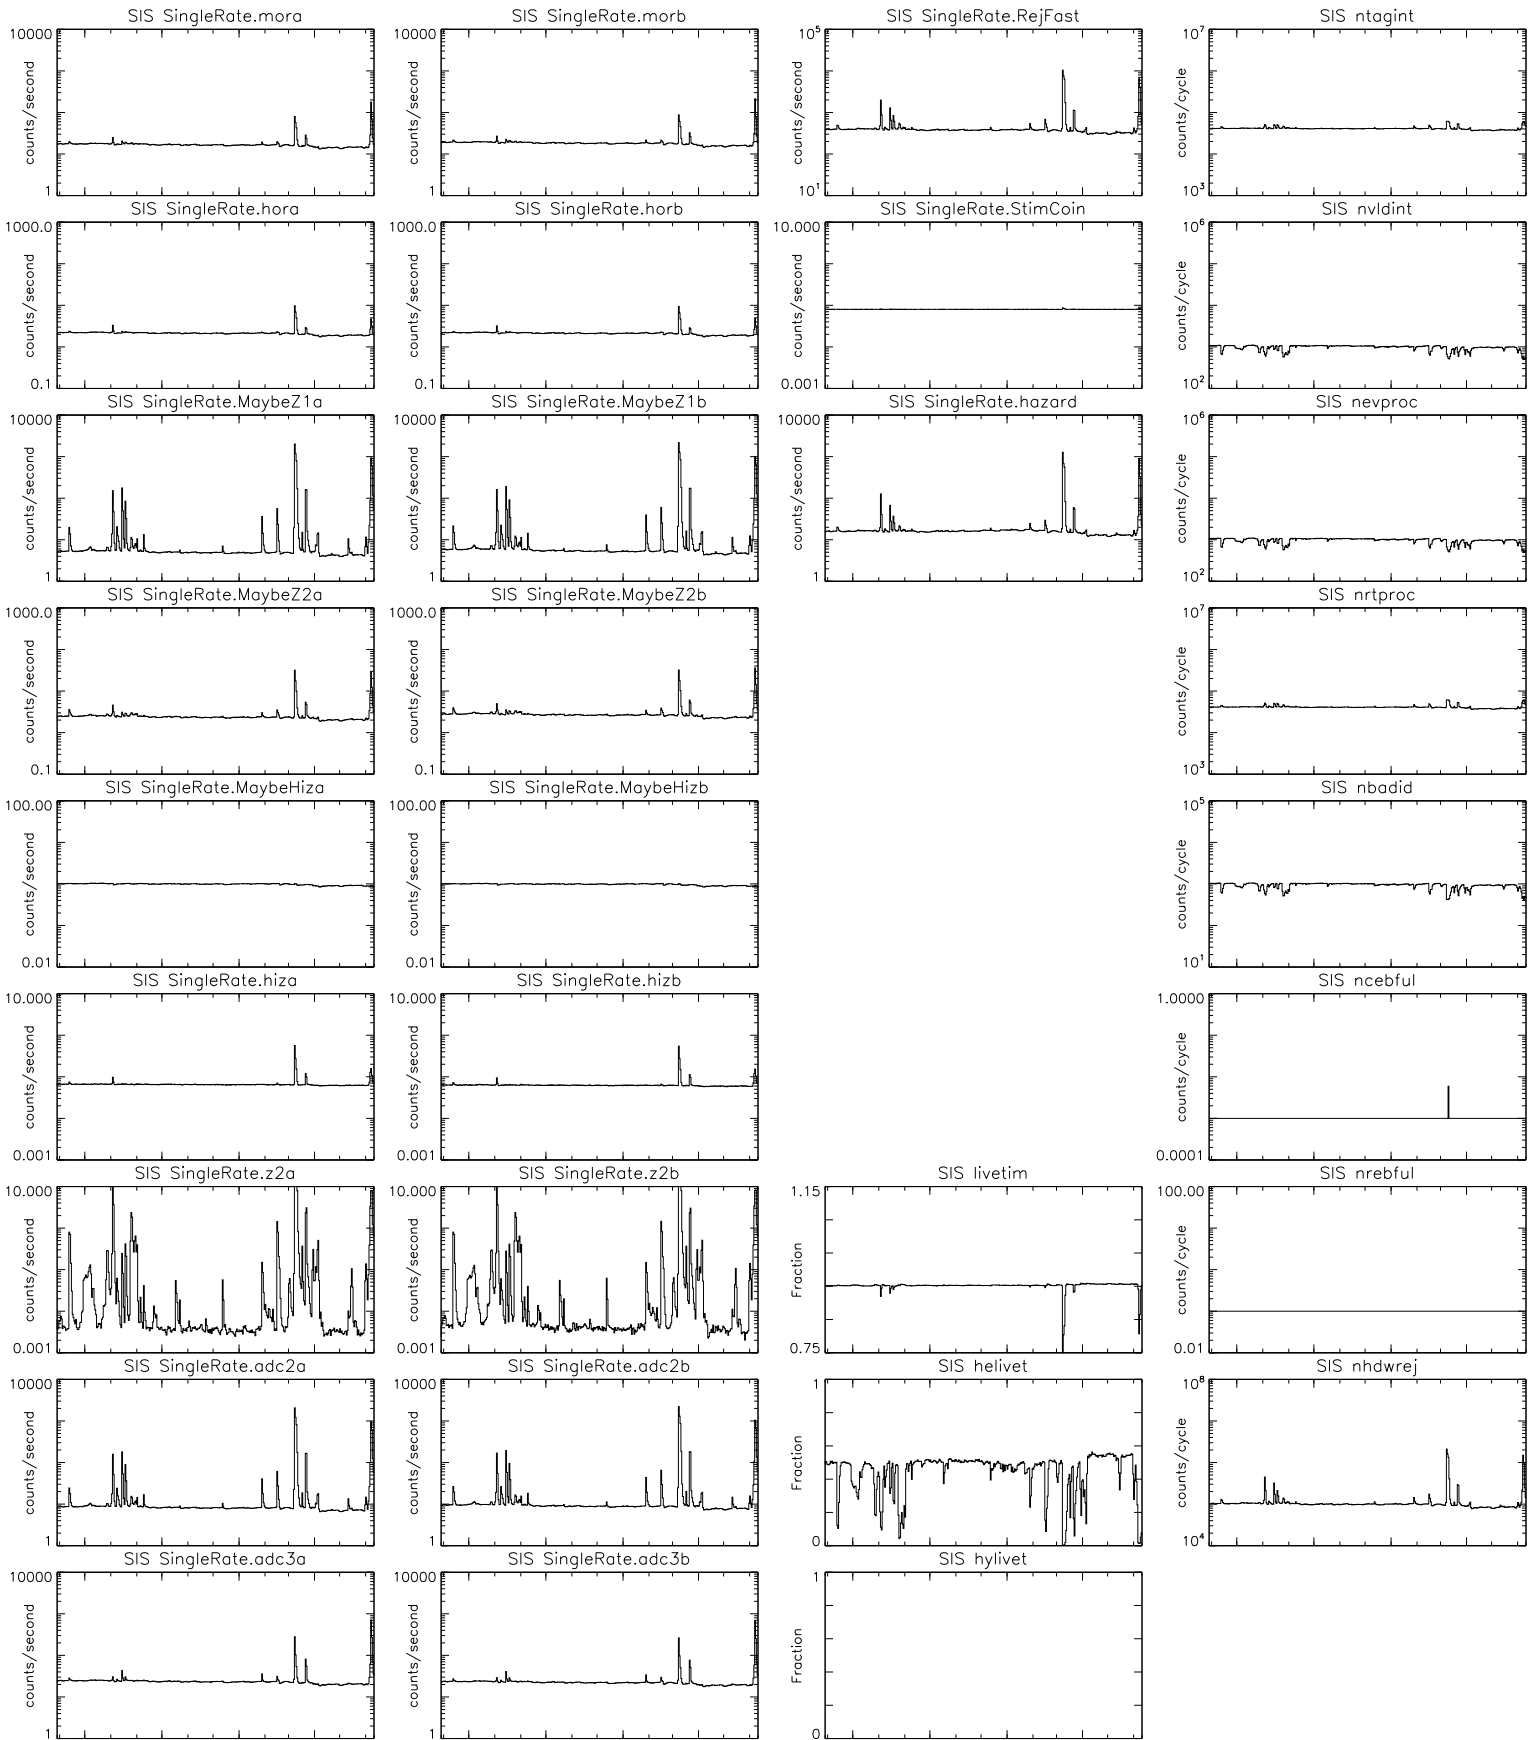 SIS SingleRate.mora
10000
counts/second
1
SIS SingleRate.morb
10000
counts/second
1
SIS SingleRate.RejFast
10^5
counts/second
10^1
SIS ntagint
10^7
counts/cycle
10^3
SIS SingleRate.hora
1000.0
counts/second
0.1
SIS SingleRate.horb
1000.0
counts/second
0.1
SIS SingleRate.StimCoin
10.000
counts/second
0.001
SIS nvldint
10^6
counts/cycle
10^2
SIS SingleRate.MaybeZ1a
10000
counts/second
1
SIS SingleRate.MaybeZ1b
10000
counts/second
1
SIS SingleRate.hazard
10000
counts/second
1
SIS nevproc
10^6
counts/cycle
10^2
SIS SingleRate.MaybeZ2a
1000.0
counts/second
0.1
SIS SingleRate.MaybeZ2b
1000.0
counts/second
0.1
SIS nrtproc
10^7
counts/cycle
10^3
SIS SingleRate.MaybeHiza
100.00
counts/second
0.01
SIS SingleRate.MaybeHizb
100.00
counts/second
0.01
SIS nbadid
10^5
counts/cycle
10^1
SIS SingleRate.hiza
10.000
counts/second
0.001
SIS SingleRate.hizb
10.000
counts/second
0.001
SIS ncebful
1.0000
counts/cycle
0.0001
SIS SingleRate.z2a
10.000
counts/second
0.001
SIS SingleRate.z2b
10.000
counts/second
0.001
SIS livetim
1.15
Fraction
0.75
SIS nrebful
100.00
counts/cycle
0.01
SIS SingleRate.adc2a
10000
counts/second
1
SIS SingleRate.adc2b
10000
counts/second
1
SIS helivet
1
Fraction
0
SIS nhdwrej
10^8
counts/cycle
10^4
SIS SingleRate.adc3a
10000
counts/second
1
SIS SingleRate.adc3b
10000
counts/second
1
SIS hylivet
1
Fraction
0